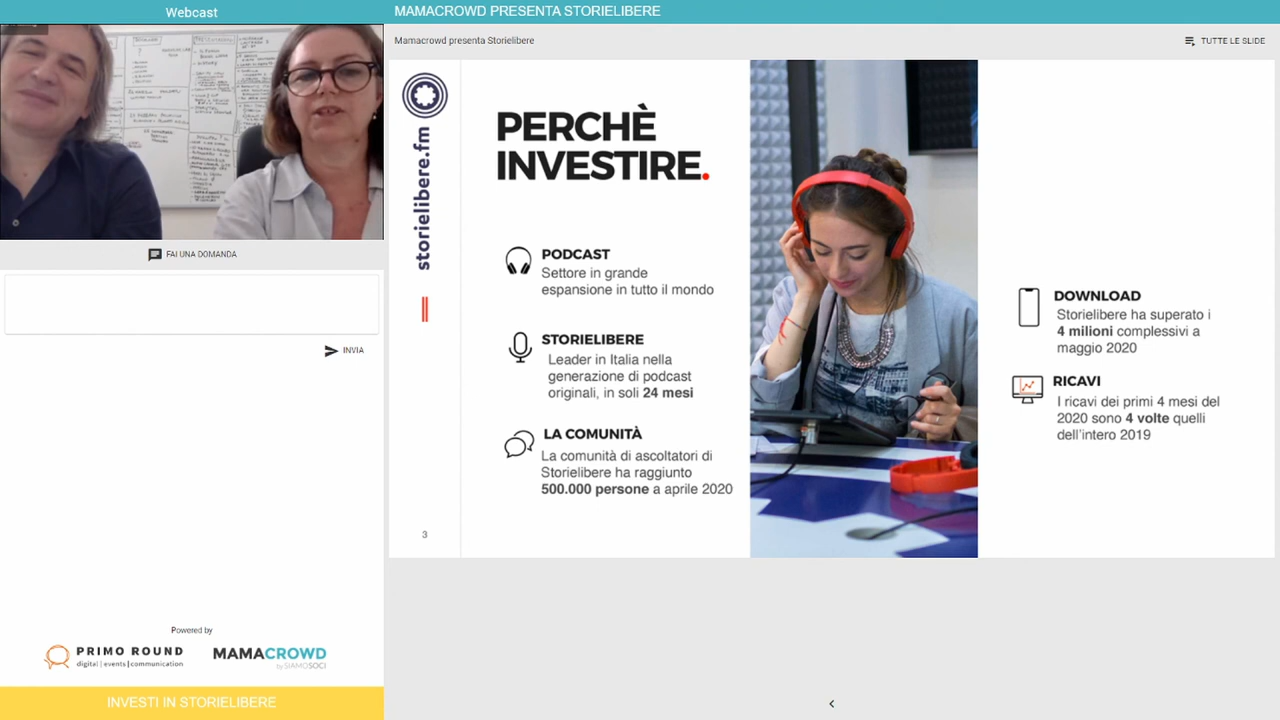 Webcast
MAMACROWD PRESENTA STORIELIBERE
Mamacrowd presenta Storielibere
TUTTE LE SLIDE
storielibere.fm
PERCHÈ
INVESTIRE.
PODCAST
Settore in grande
espansione in tutto il mondo
STORIELIBERE
Leader in Italia nella
generazione di podcast
originali, in soli 24 mesi
LA COMUNITÀ
La comunità di ascoltatori di
Storielibere ha raggiunto
500.000 persone a aprile 2020
DOWNLOAD
Storielibere ha superato i
4 milioni complessivi a
maggio 2020
RICAVI
I ricavi dei primi 4 mesi del
2020 sono 4 volte quelli
dell'intero 2019
3
FAI UNA DOMANDA
INVIA
Powered by
PRIMO ROUND
digital | events | communication
MAMACROWD
by SIAMOSOCI
INVESTI IN STORIELIBERE